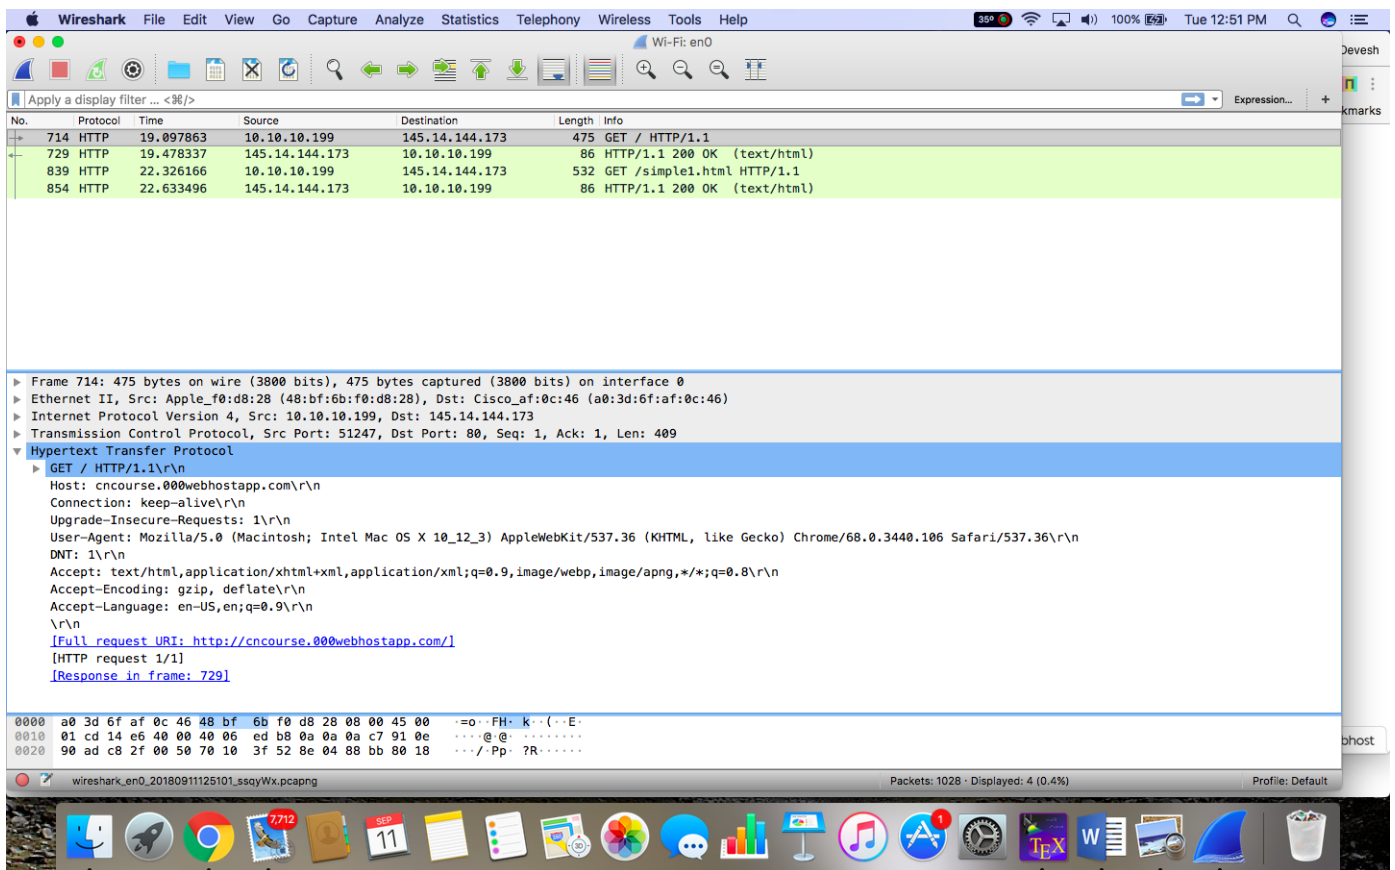 Wireshark File Edit View Go Capture Analyze Statistics Telephony Wireless Tools Help 35° 100% Tue 12:51 PM
Wi-Fi: en0
Devesh
Apply a display filter ... <⌘/> Expression... +
kmarks
No. Protocol Time Source Destination Length Info
714 HTTP 19.097863 10.10.10.199 145.14.144.173 475 GET / HTTP/1.1
729 HTTP 19.478337 145.14.144.173 10.10.10.199 86 HTTP/1.1 200 OK (text/html)
839 HTTP 22.326166 10.10.10.199 145.14.144.173 532 GET /simple1.html HTTP/1.1
854 HTTP 22.633496 145.14.144.173 10.10.10.199 86 HTTP/1.1 200 OK (text/html)
Frame 714: 475 bytes on wire (3800 bits), 475 bytes captured (3800 bits) on interface 0
Ethernet II, Src: Apple_f0:d8:28 (48:bf:6b:f0:d8:28), Dst: Cisco_af:0c:46 (a0:3d:6f:af:0c:46)
Internet Protocol Version 4, Src: 10.10.10.199, Dst: 145.14.144.173
Transmission Control Protocol, Src Port: 51247, Dst Port: 80, Seq: 1, Ack: 1, Len: 409
Hypertext Transfer Protocol
GET / HTTP/1.1\r\n
Host: cncourse.000webhostapp.com\r\n
Connection: keep-alive\r\n
Upgrade-Insecure-Requests: 1\r\n
User-Agent: Mozilla/5.0 (Macintosh; Intel Mac OS X 10_12_3) AppleWebKit/537.36 (KHTML, like Gecko) Chrome/68.0.3440.106 Safari/537.36\r\n
DNT: 1\r\n
Accept: text/html,application/xhtml+xml,application/xml;q=0.9,image/webp,image/apng,*/*;q=0.8\r\n
Accept-Encoding: gzip, deflate\r\n
Accept-Language: en-US,en;q=0.9\r\n
\r\n
[Full request URI: http://cncourse.000webhostapp.com/]
[HTTP request 1/1]
[Response in frame: 729]
0000 a0 3d 6f af 0c 46 48 bf 6b f0 d8 28 08 00 45 00 ·=o··FH· k··(··E·
0010 01 cd 14 e6 40 00 40 06 ed b8 0a 0a 0a c7 91 0e ····@·@· ········
0020 90 ad c8 2f 00 50 70 10 3f 52 8e 04 88 bb 80 18 ···/·Pp· ?R······
bhost
wireshark_en0_20180911125101_ssqyWx.pcapng Packets: 1028 · Displayed: 4 (0.4%) Profile: Default
7,712
SEP
11
3D
1
TEX
W